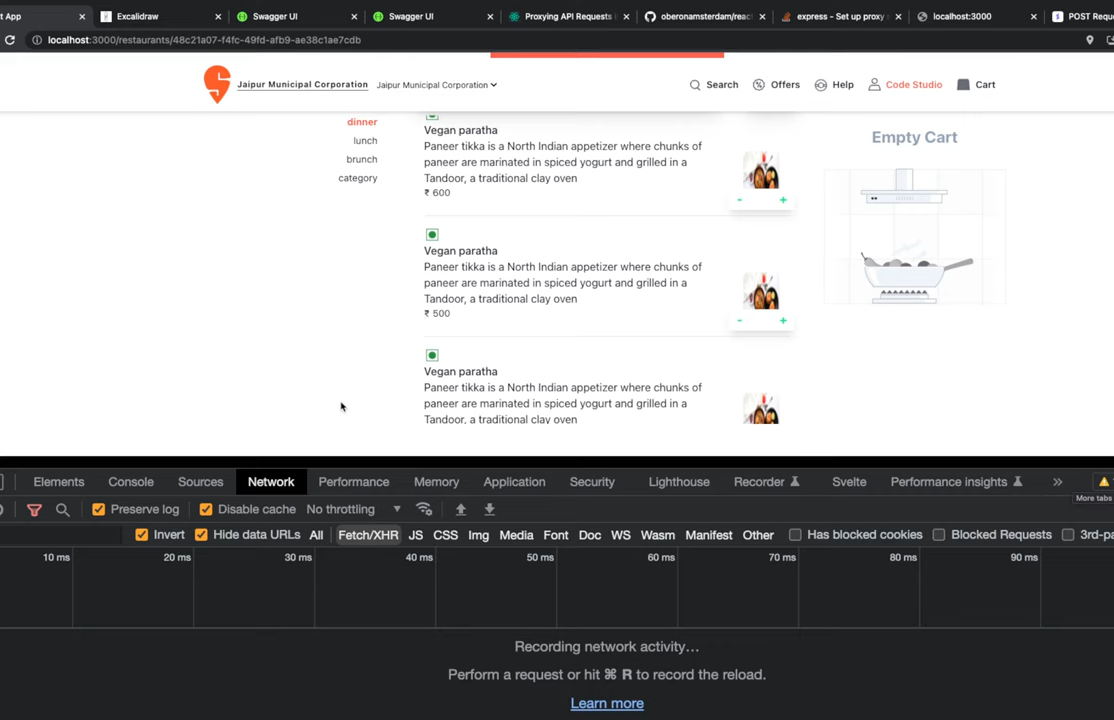 t App
Excalidraw
Swagger UI
Swagger UI
Proxying API Requests i
oberonamsterdam/reac
express - Set up proxy
localhost:3000
POST Requ
localhost:3000/restaurants/48c21a07-f4fc-49fd-afb9-ae38c1ae7cdb
Jaipur Municipal Corporation
Jaipur Municipal Corporation
Search
Offers
Help
Code Studio
Cart
dinner
lunch
brunch
category
Vegan paratha
Paneer tikka is a North Indian appetizer where chunks of
paneer are marinated in spiced yogurt and grilled in a
Tandoor, a traditional clay oven
₹ 600
- +
Vegan paratha
Paneer tikka is a North Indian appetizer where chunks of
paneer are marinated in spiced yogurt and grilled in a
Tandoor, a traditional clay oven
₹ 500
- +
Vegan paratha
Paneer tikka is a North Indian appetizer where chunks of
paneer are marinated in spiced yogurt and grilled in a
Tandoor, a traditional clay oven
Empty Cart
Elements
Console
Sources
Network
Performance
Memory
Application
Security
Lighthouse
Recorder
Svelte
Performance insights
More tabs
Preserve log
Disable cache
No throttling
Invert
Hide data URLs
All
Fetch/XHR
JS
CSS
Img
Media
Font
Doc
WS
Wasm
Manifest
Other
Has blocked cookies
Blocked Requests
3rd-pa
10 ms
20 ms
30 ms
40 ms
50 ms
60 ms
70 ms
80 ms
90 ms
Recording network activity…
Perform a request or hit ⌘ R to record the reload.
Learn more